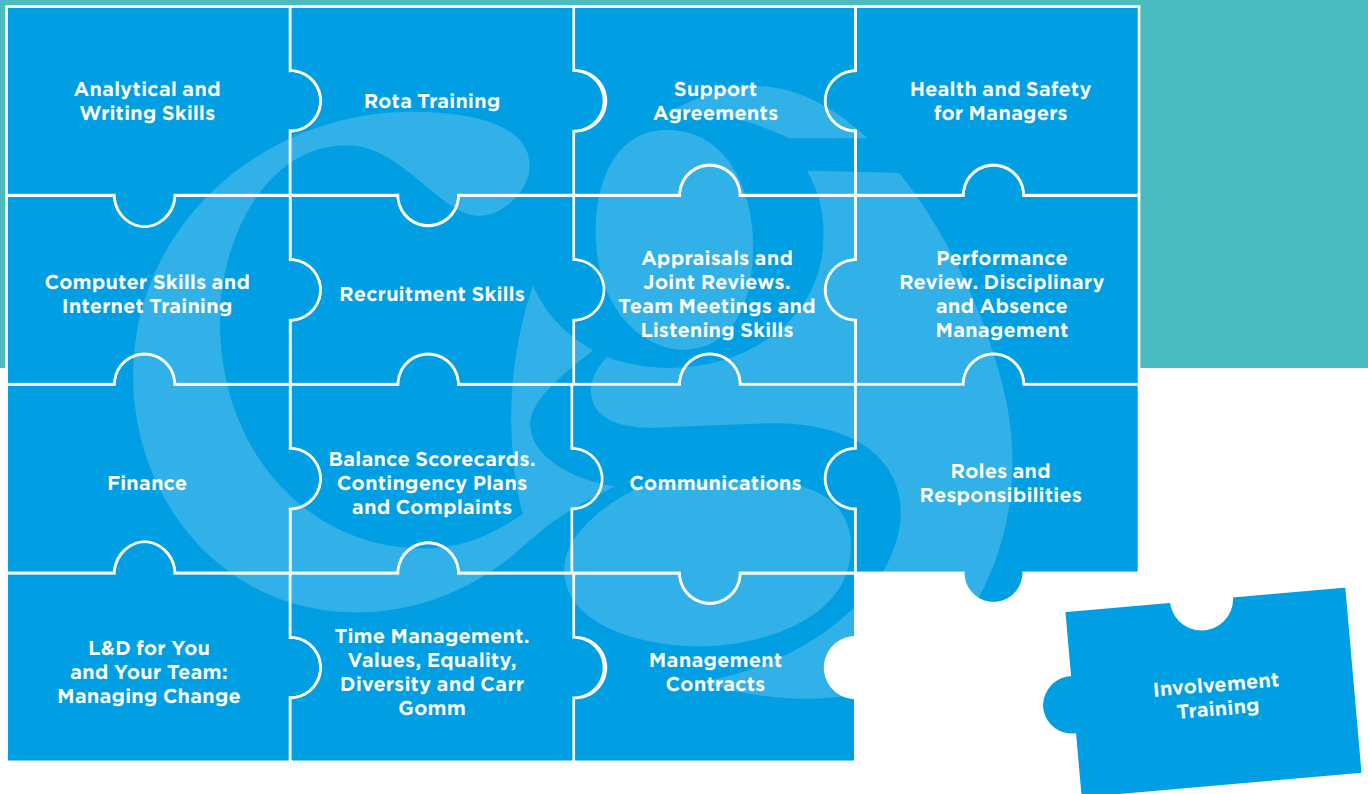 Analytical and
Writing Skills
Rota Training
Support
Agreements
Health and Safety
for Managers
Computer Skills and
Internet Training
Recruitment Skills
Appraisals and
Joint Reviews.
Team Meetings and
Listening Skills
Performance
Review. Disciplinary
and Absence
Management
Finance
Balance Scorecards.
Contingency Plans
and Complaints
Communications
Roles and
Responsibilities
L&D for You
and Your Team:
Managing Change
Time Management.
Values, Equality,
Diversity and Carr
Gomm
Management
Contracts
Involvement
Training